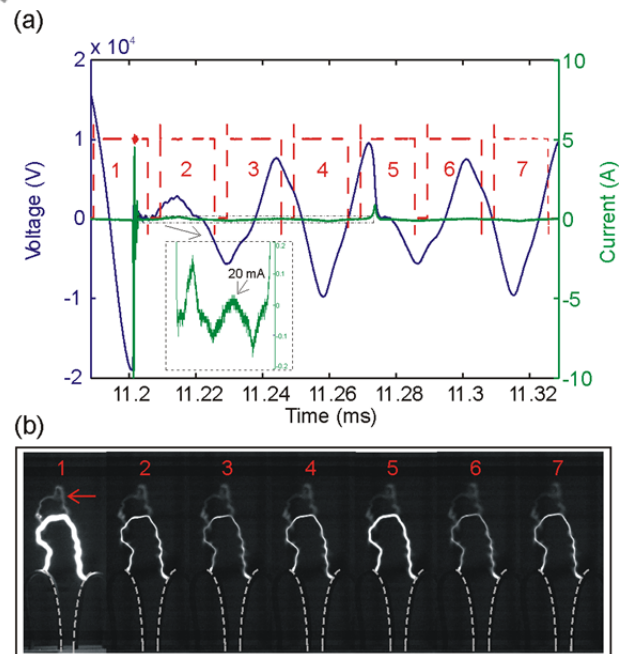 (a)
x 10⁴
2
1
0
-1
-2
Voltage (V)
10
5
0
-5
-10
Current (A)
1 2 3 4 5 6 7
20 mA
0.2
0.1
0
-0.1
-0.2
11.2 11.22 11.24 11.26 11.28 11.3 11.32
Time (ms)
(b)
1 2 3 4 5 6 7